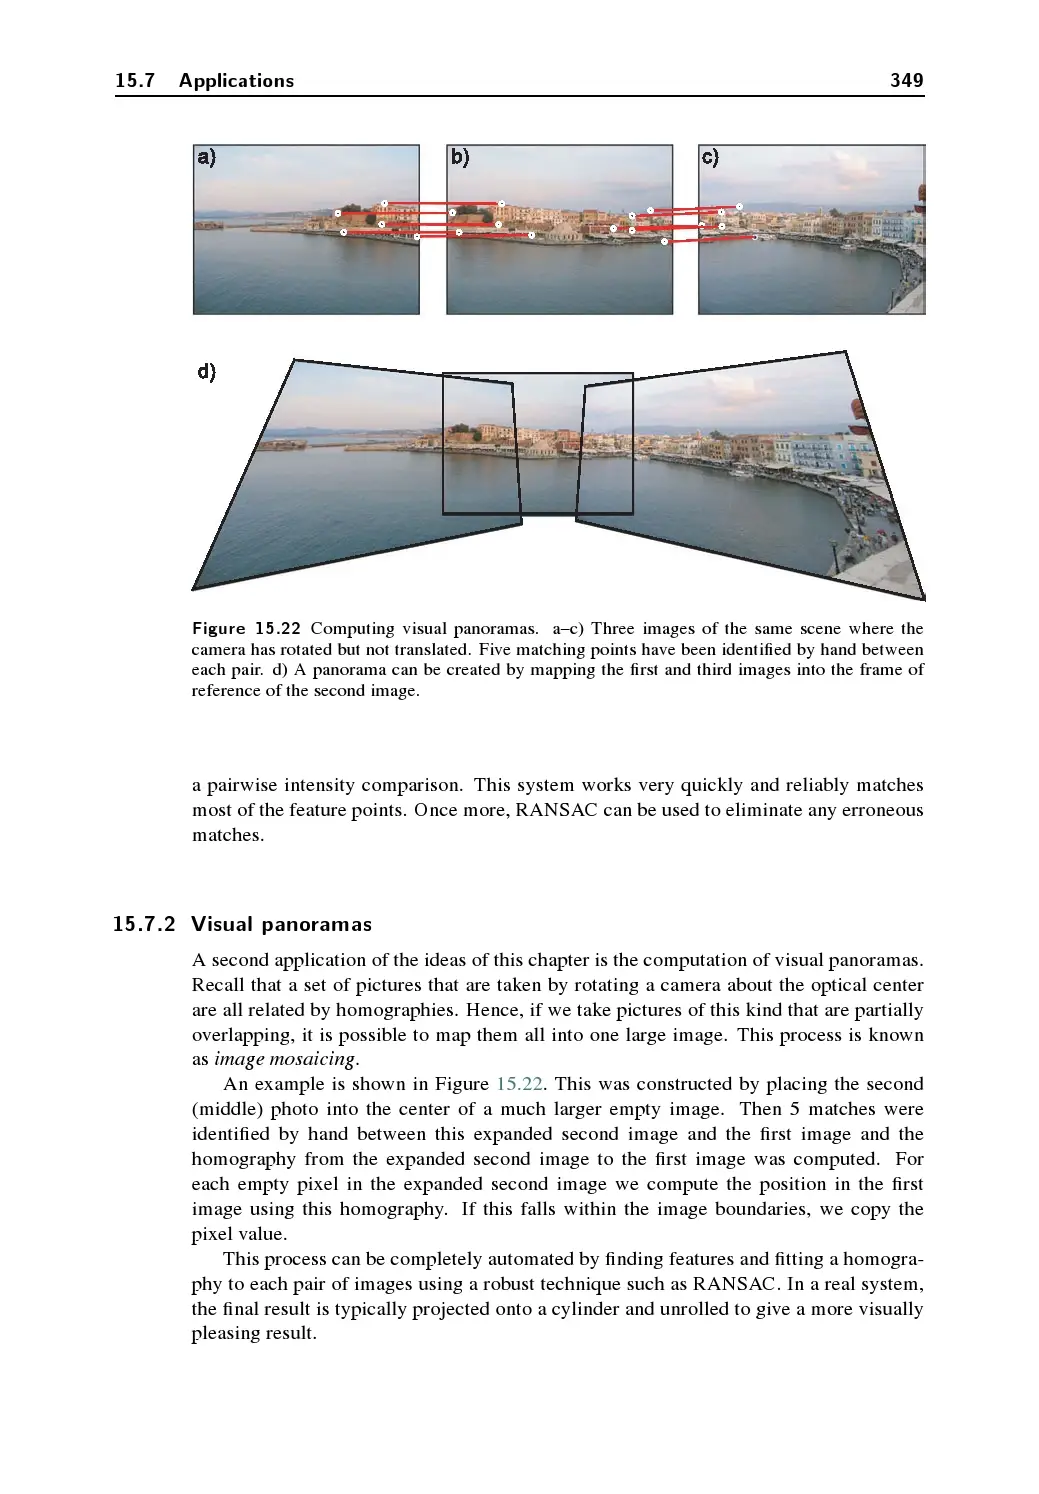 15.7 Applications 349
a) b) c)
d)
Figure 15.22 Computing visual panoramas. a–c) Three images of the same scene where the
camera has rotated but not translated. Five matching points have been identified by hand between
each pair. d) A panorama can be created by mapping the first and third images into the frame of
reference of the second image.
a pairwise intensity comparison. This system works very quickly and reliably matches
most of the feature points. Once more, RANSAC can be used to eliminate any erroneous
matches.
15.7.2 Visual panoramas
A second application of the ideas of this chapter is the computation of visual panoramas.
Recall that a set of pictures that are taken by rotating a camera about the optical center
are all related by homographies. Hence, if we take pictures of this kind that are partially
overlapping, it is possible to map them all into one large image. This process is known
as image mosaicing.
An example is shown in Figure 15.22. This was constructed by placing the second
(middle) photo into the center of a much larger empty image. Then 5 matches were
identified by hand between this expanded second image and the first image and the
homography from the expanded second image to the first image was computed. For
each empty pixel in the expanded second image we compute the position in the first
image using this homography. If this falls within the image boundaries, we copy the
pixel value.
This process can be completely automated by finding features and fitting a homogra-
phy to each pair of images using a robust technique such as RANSAC. In a real system,
the final result is typically projected onto a cylinder and unrolled to give a more visually
pleasing result.